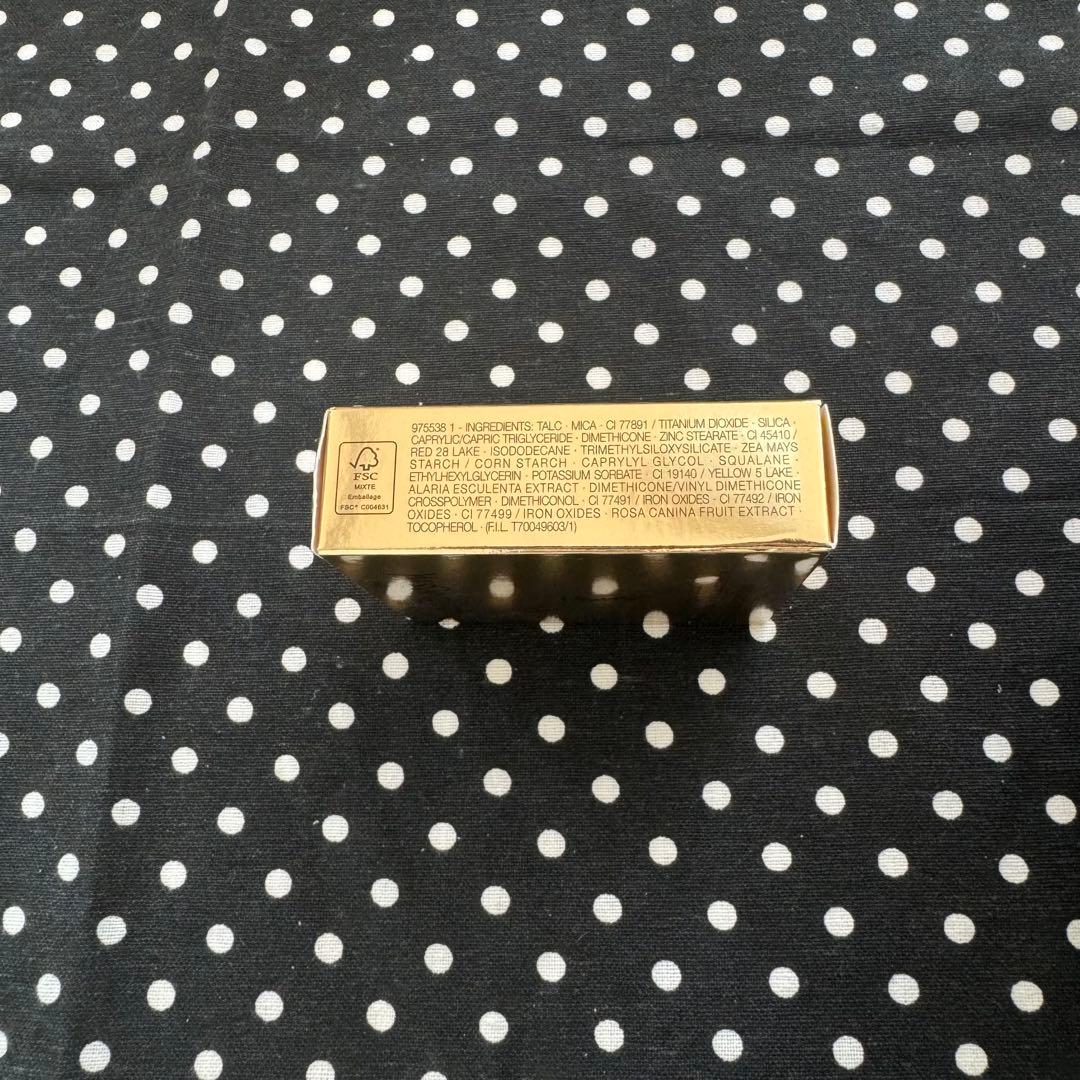 975538 1 - INGREDIENTS: TALC · MICA · CI 77891 / TITANIUM DIOXIDE · SILICA ·
CAPRYLIC/CAPRIC TRIGLYCERIDE · DIMETHICONE · ZINC STEARATE · CI 45410 /
RED 28 LAKE · ISODODECANE · TRIMETHYLSILOXYSILICATE · ZEA MAYS
STARCH / CORN STARCH · CAPRYLYL GLYCOL · SQUALANE ·
ETHYLHEXYLGLYCERIN · POTASSIUM SORBATE · CI 19140 / YELLOW 5 LAKE ·
ALARIA ESCULENTA EXTRACT · DIMETHICONE/VINYL DIMETHICONE
CROSSPOLYMER · DIMETHICONOL · CI 77491 / IRON OXIDES · CI 77492 / IRON
OXIDES · CI 77499 / IRON OXIDES · ROSA CANINA FRUIT EXTRACT ·
TOCOPHEROL · (F.I.L. T70049603/1)
FSC
MIXTE
Emballage
FSC® C004631